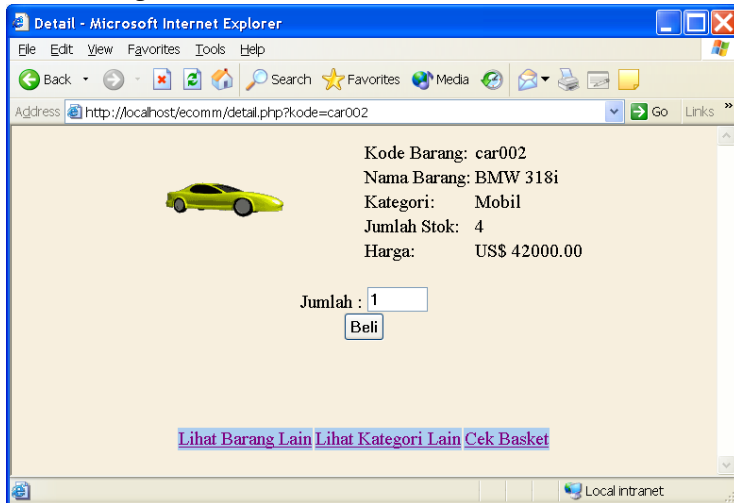 Detail - Microsoft Internet Explorer
File Edit View Favorites Tools Help
Back Search Favorites Media
Address http://localhost/ecomm/detail.php?kode=car002 Go Links »
Kode Barang: car002
Nama Barang: BMW 318i
Kategori: Mobil
Jumlah Stok: 4
Harga: US$ 42000.00
Jumlah : 1
Beli
Lihat Barang Lain Lihat Kategori Lain Cek Basket
Local intranet